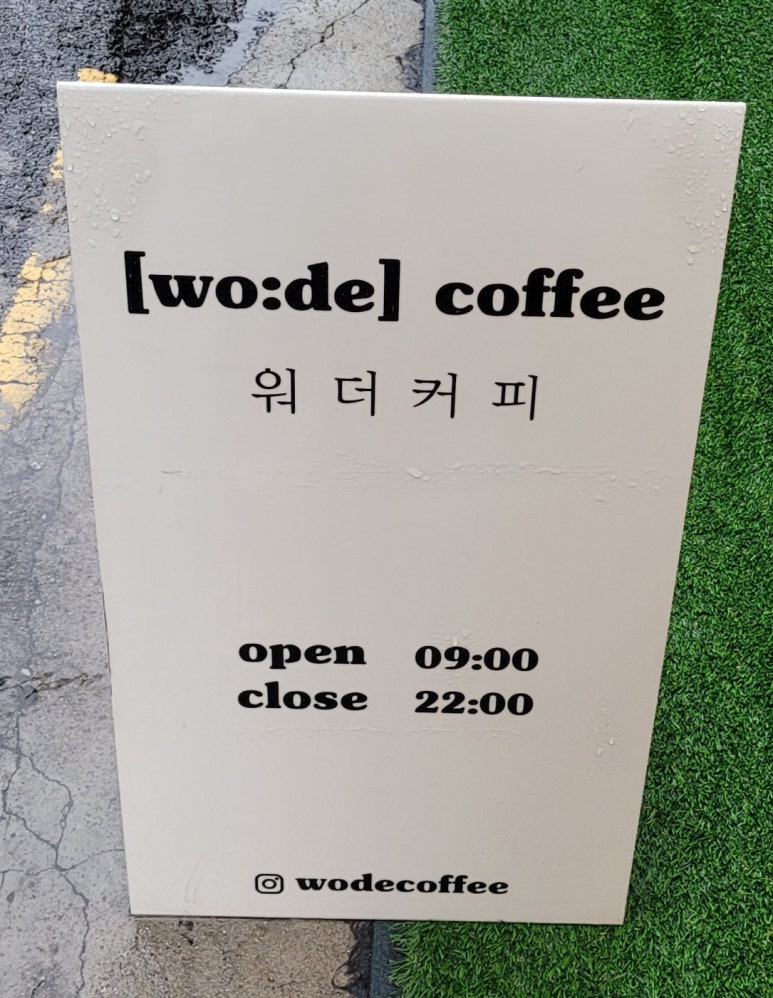 [wo:de] coffee
워더커피
open 09:00
close 22:00
wodecoffee